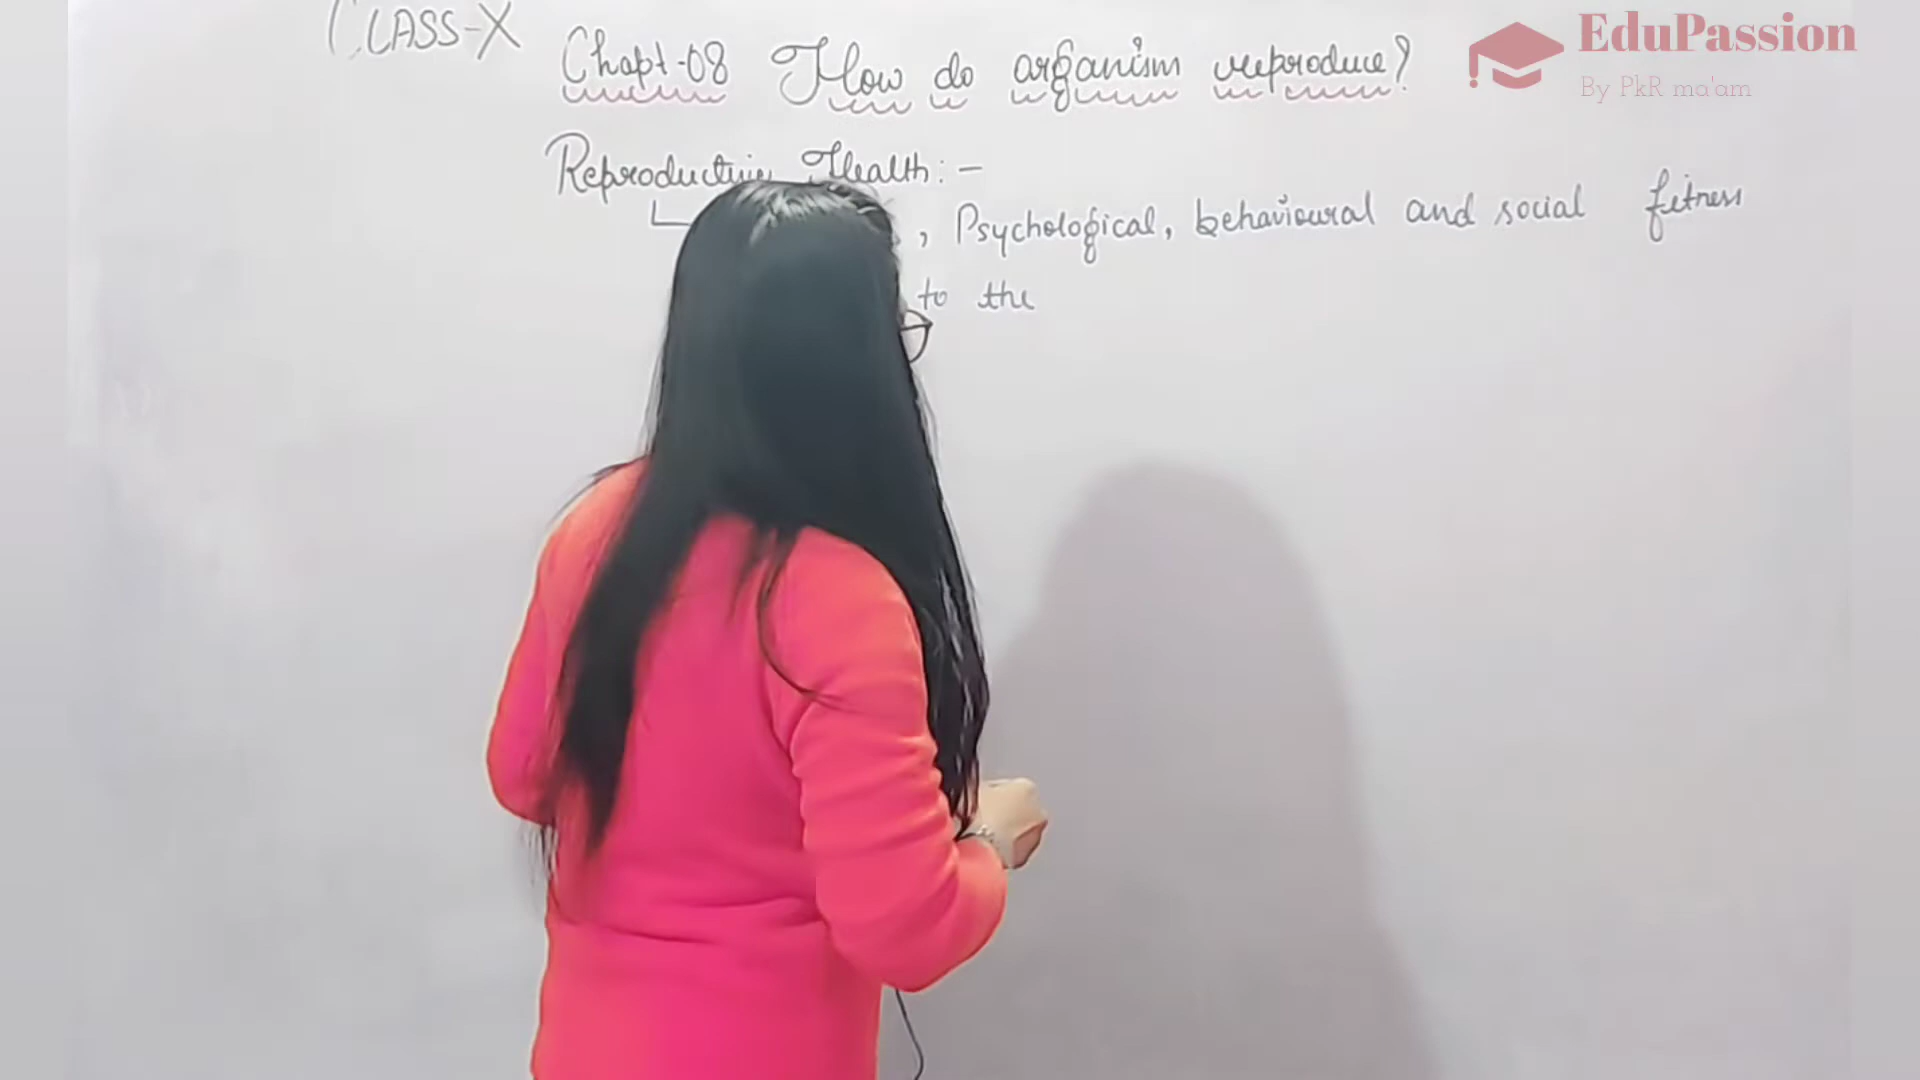 CLASS-X
Chapt-08 How do organism reproduce?
EduPassion
By PkR ma'am
Reproductive Health:-
, Psychological, behavioural and social fitness
to the